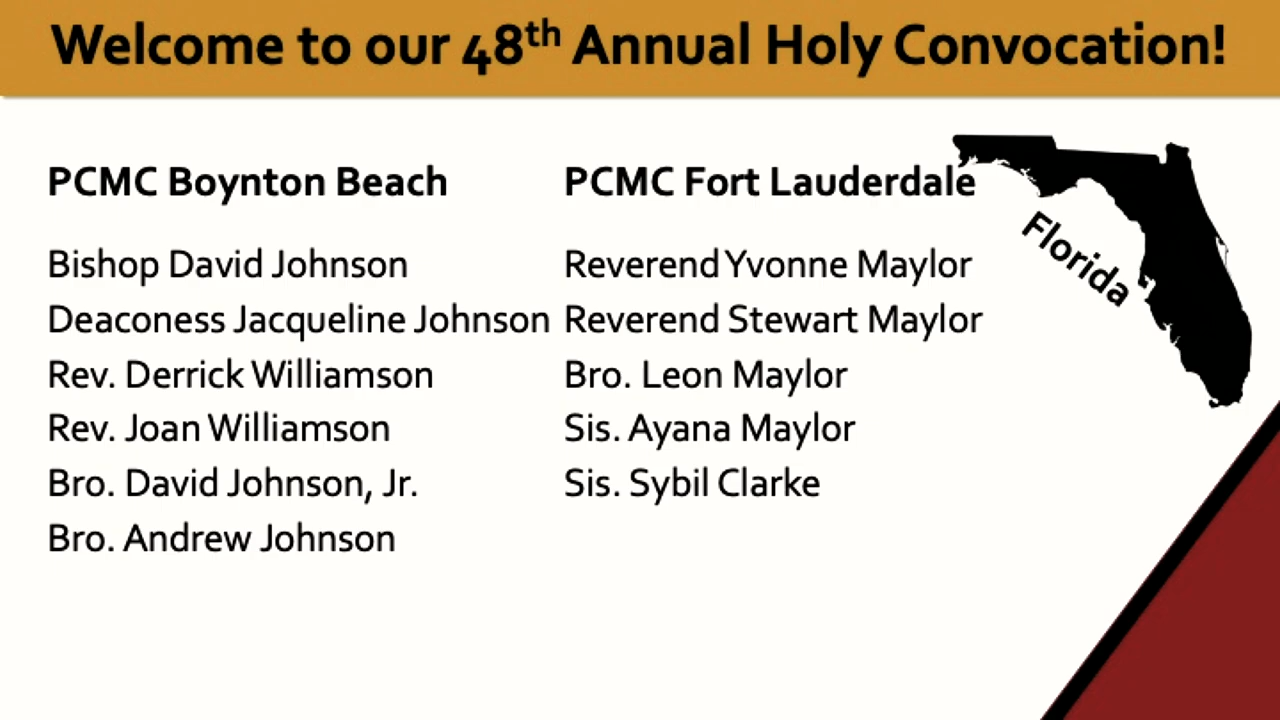 Welcome to our 48th Annual Holy Convocation!
PCMC Boynton Beach
Bishop David Johnson
Deaconess Jacqueline Johnson
Rev. Derrick Williamson
Rev. Joan Williamson
Bro. David Johnson, Jr.
Bro. Andrew Johnson
PCMC Fort Lauderdale
Reverend Yvonne Maylor
Reverend Stewart Maylor
Bro. Leon Maylor
Sis. Ayana Maylor
Sis. Sybil Clarke
Florida